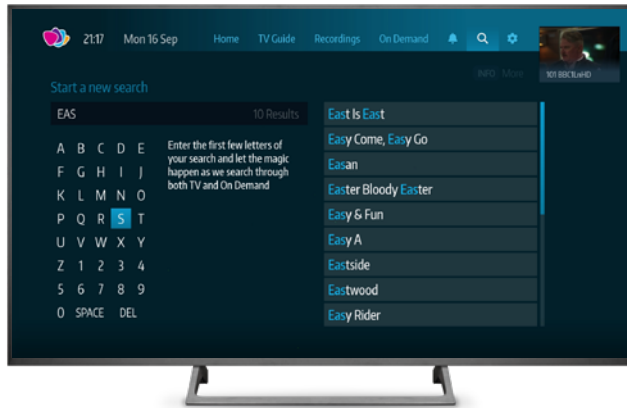 21:17 Mon 16 Sep Home TV Guide Recordings On Demand
INFO More
101 BBC1LnHD
Start a new search
EAS 10 Results
Enter the first few letters of
your search and let the magic
happen as we search through
both TV and On Demand
A B C D E
F G H I J
K L M N O
P Q R S T
U V W X Y
Z 1 2 3 4
5 6 7 8 9
0 SPACE DEL
East Is East
Easy Come, Easy Go
Easan
Easter Bloody Easter
Easy & Fun
Easy A
Eastside
Eastwood
Easy Rider